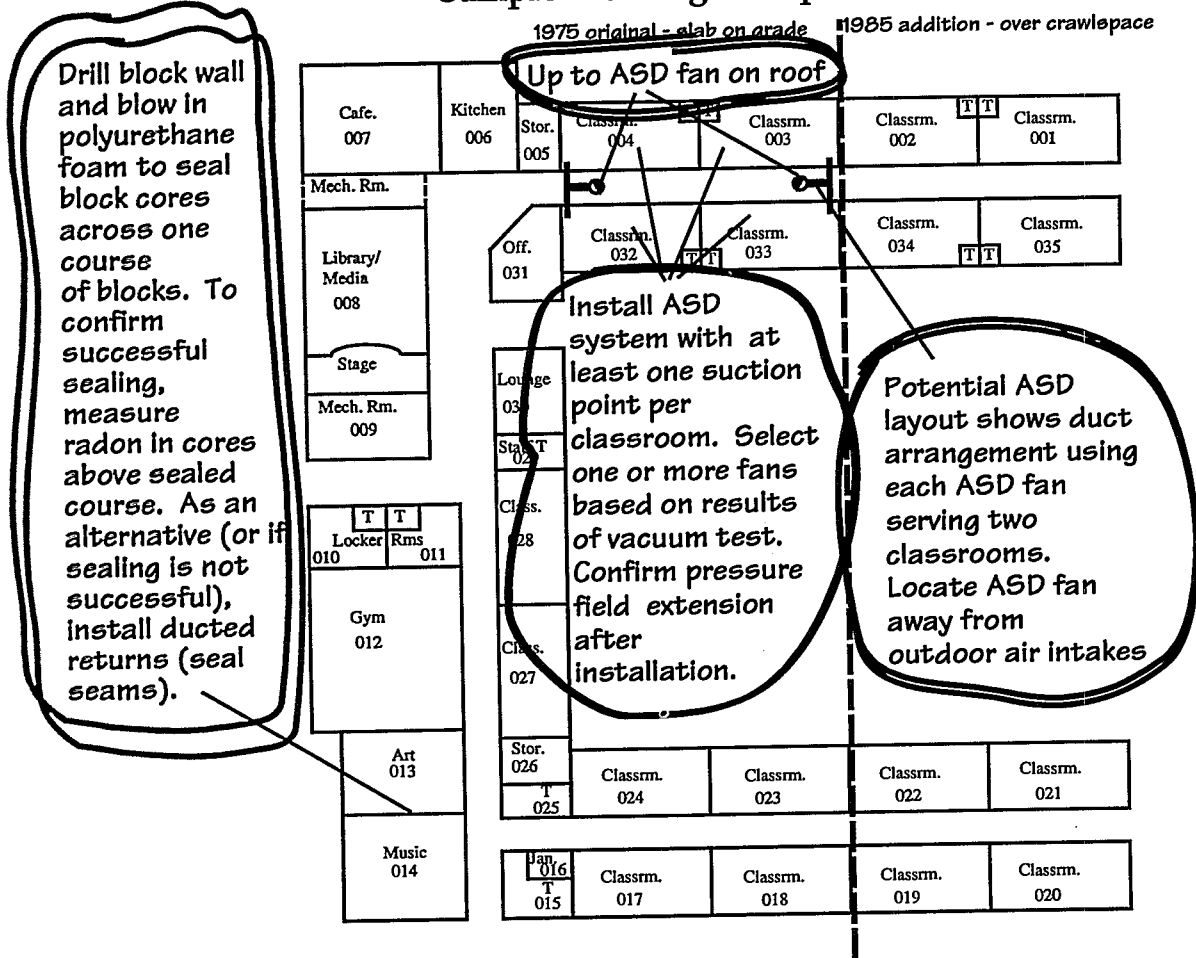 1975 original - slab on grade
1985 addition - over crawlspace
Up to ASD fan on roof
Drill block wall
and blow in
polyurethane
foam to seal
block cores
across one
course
of blocks. To
confirm
successful
sealing,
measure
radon in cores
above sealed
course. As an
alternative (or if
sealing is not
successful),
install ducted
returns (seal
seams).
Cafe.
007
Kitchen
006
Stor.
005
Classrm.
004
T
Classrm.
003
Classrm.
002
T T
Classrm.
001
Mech. Rm.
Library/
Media
008
Stage
Mech. Rm.
009
Off.
031
Classrm.
032
T T
Classrm.
033
Classrm.
034
T T
Classrm.
035
Install ASD
system with at
least one suction
point per
classroom. Select
one or more fans
based on results
of vacuum test.
Confirm pressure
field extension
after
installation.
Potential ASD
layout shows duct
arrangement using
each ASD fan
serving two
classrooms.
Locate ASD fan
away from
outdoor air intakes
Lounge
T
Class.
028
Class.
027
Stor.
026
T
025
T T
Locker Rms
010 011
Gym
012
Art
013
Music
014
Classrm.
024
Classrm.
023
Classrm.
022
Classrm.
021
Jan.
016
T
015
Classrm.
017
Classrm.
018
Classrm.
019
Classrm.
020